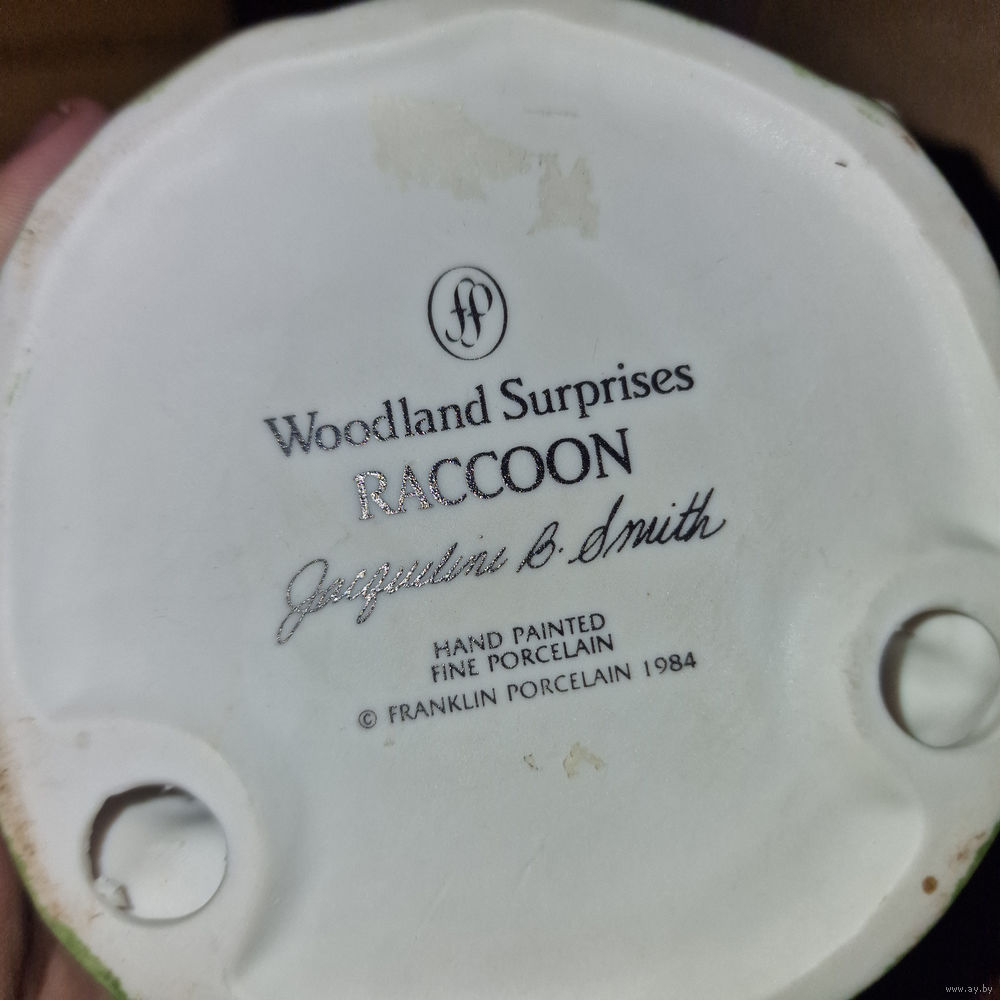 fp
Woodland Surprises
RACCOON
Jacqueline B. Smith
HAND PAINTED
FINE PORCELAIN
© FRANKLIN PORCELAIN 1984
www.ay.by